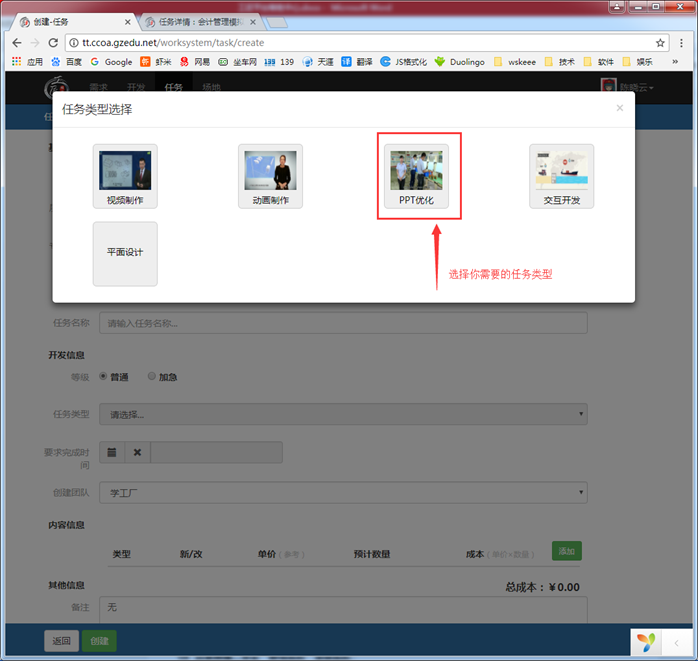 创建-任务
任务详情：会计管理模拟
tt.ccoa.gzedu.net/worksystem/task/create
应用 百度 Google 虾米 网易 坐车网 139 139 天涯 翻译 JS格式化 Duolingo wskeee 技术 软件 娱乐 »
需求 开发 任务 场地
任务类型选择 ×
视频制作 动画制作 PPT优化 交互开发
平面设计
选择你需要的任务类型
任务名称 请输入任务名称...
开发信息
等级 普通 加急
任务类型 请选择...
要求完成时间
创建团队 学工厂
内容信息
类型 新/改 单价（参考） 预计数量 成本（单价×数量） 添加
其他信息 总成本：￥0.00
备注 无
返回 创建